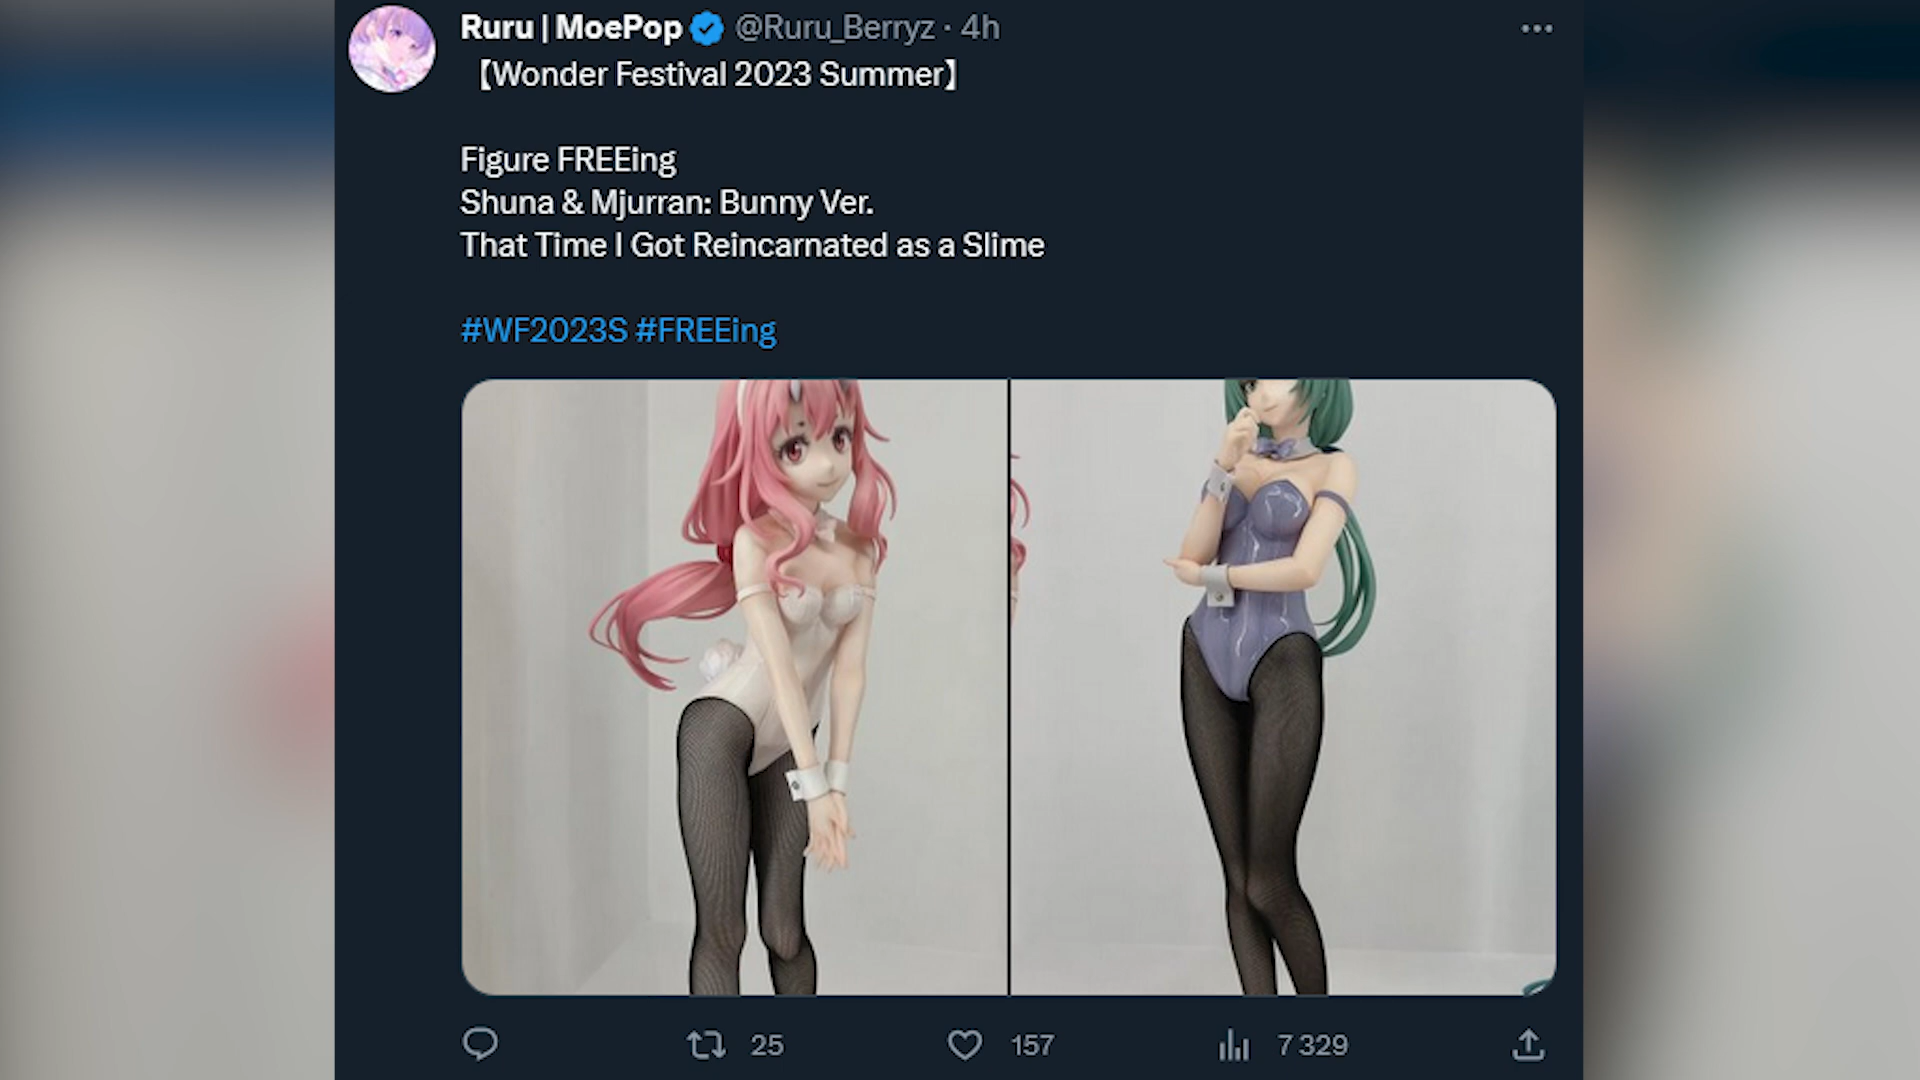 Ruru | MoePop @Ruru_Berryz · 4h
【Wonder Festival 2023 Summer】
Figure FREEing
Shuna & Mjurran: Bunny Ver.
That Time I Got Reincarnated as a Slime
#WF2023S #FREEing
25 157 7 329